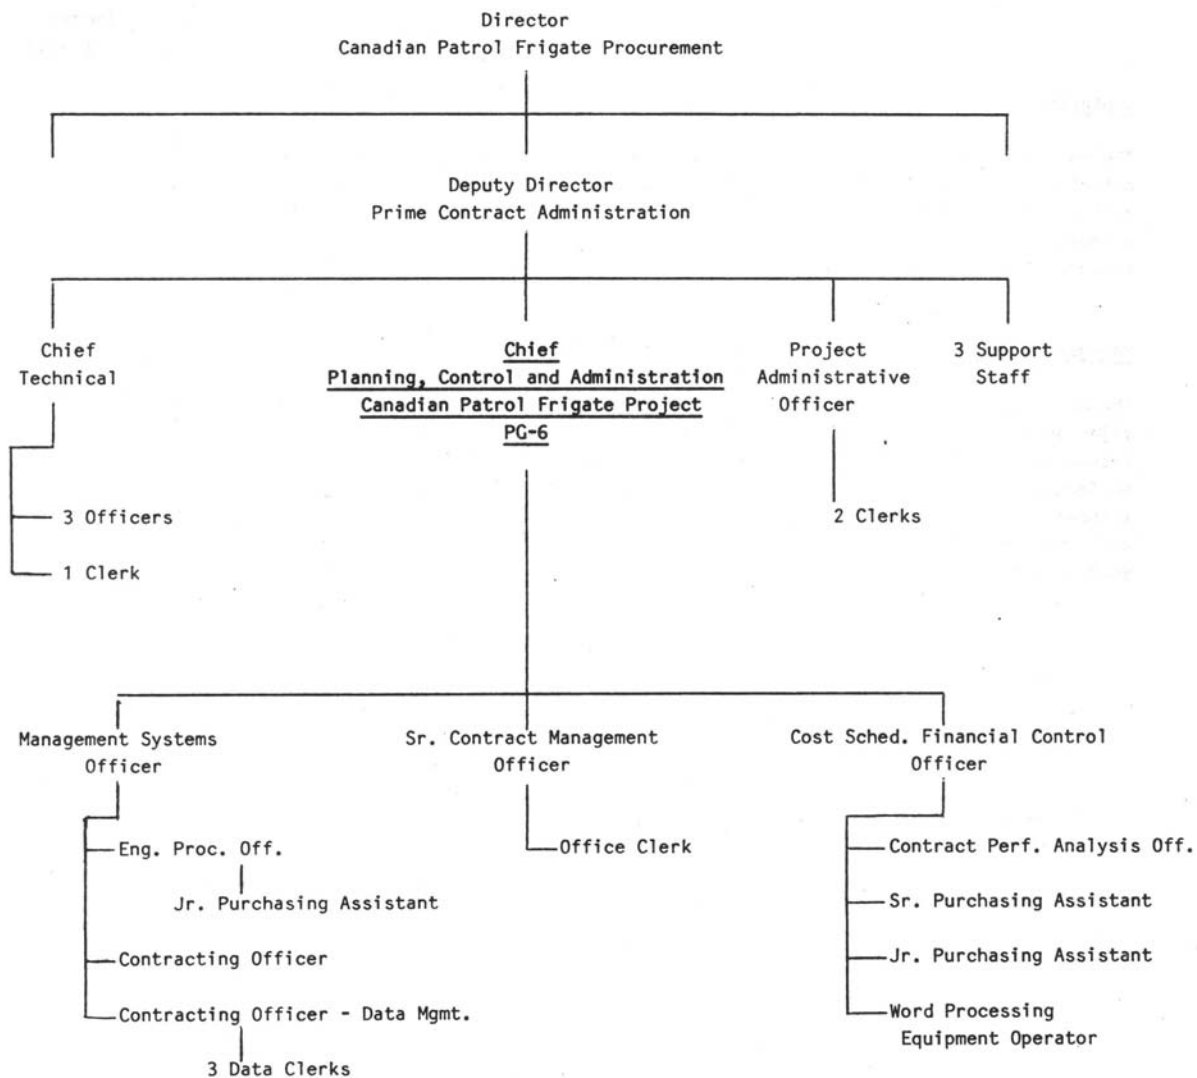 Director
Canadian Patrol Frigate Procurement
Deputy Director
Prime Contract Administration
Chief
Technical
Chief
Planning, Control and Administration
Canadian Patrol Frigate Project
PG-6
Project
Administrative
Officer
3 Support
Staff
3 Officers
1 Clerk
2 Clerks
Management Systems
Officer
Sr. Contract Management
Officer
Cost Sched. Financial Control
Officer
Eng. Proc. Off.
Jr. Purchasing Assistant
Contracting Officer
Contracting Officer - Data Mgmt.
3 Data Clerks
Office Clerk
Contract Perf. Analysis Off.
Sr. Purchasing Assistant
Jr. Purchasing Assistant
Word Processing
Equipment Operator